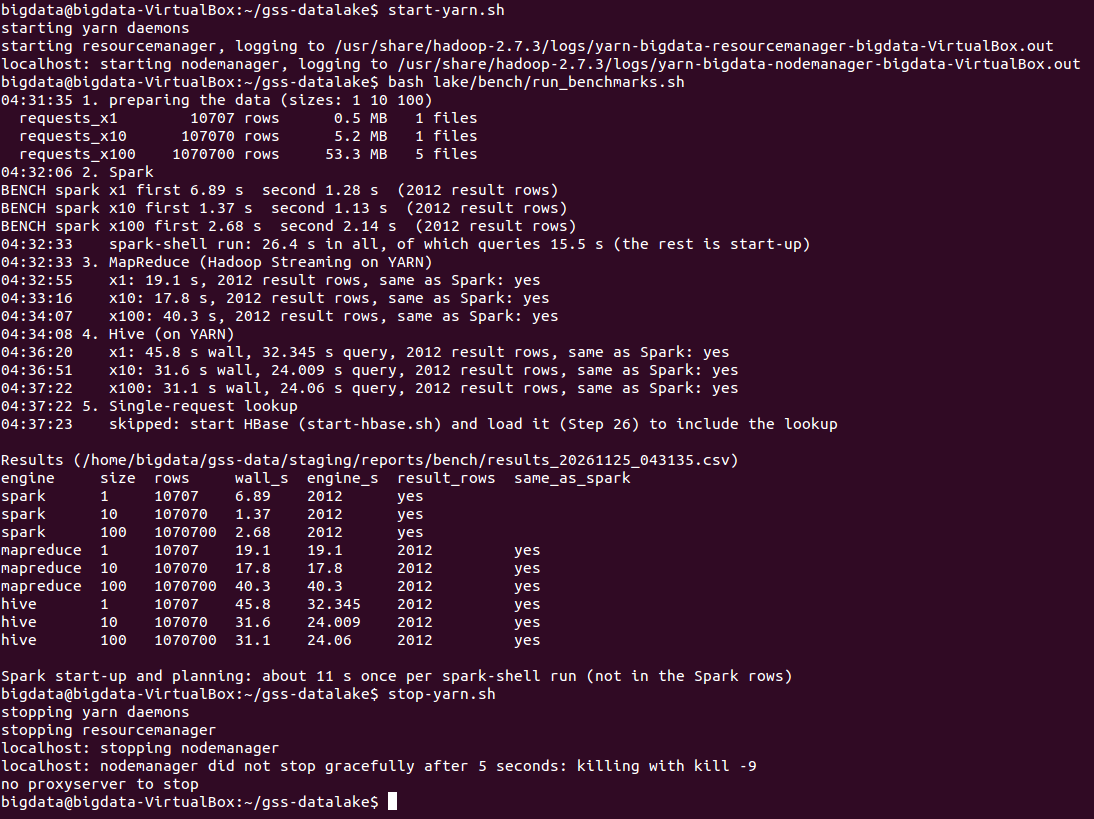 bigdata@bigdata-VirtualBox:~/gss-datalake$ start-yarn.sh
starting yarn daemons
starting resourcemanager, logging to /usr/share/hadoop-2.7.3/logs/yarn-bigdata-resourcemanager-bigdata-VirtualBox.out
localhost: starting nodemanager, logging to /usr/share/hadoop-2.7.3/logs/yarn-bigdata-nodemanager-bigdata-VirtualBox.out
bigdata@bigdata-VirtualBox:~/gss-datalake$ bash lake/bench/run_benchmarks.sh
04:31:35 1. preparing the data (sizes: 1 10 100)
  requests_x1        10707 rows      0.5 MB   1 files
  requests_x10      107070 rows      5.2 MB   1 files
  requests_x100    1070700 rows     53.3 MB   5 files
04:32:06 2. Spark
BENCH spark x1 first 6.89 s  second 1.28 s  (2012 result rows)
BENCH spark x10 first 1.37 s  second 1.13 s  (2012 result rows)
BENCH spark x100 first 2.68 s  second 2.14 s  (2012 result rows)
04:32:33    spark-shell run: 26.4 s in all, of which queries 15.5 s (the rest is start-up)
04:32:33 3. MapReduce (Hadoop Streaming on YARN)
04:32:55    x1: 19.1 s, 2012 result rows, same as Spark: yes
04:33:16    x10: 17.8 s, 2012 result rows, same as Spark: yes
04:34:07    x100: 40.3 s, 2012 result rows, same as Spark: yes
04:34:08 4. Hive (on YARN)
04:36:20    x1: 45.8 s wall, 32.345 s query, 2012 result rows, same as Spark: yes
04:36:51    x10: 31.6 s wall, 24.009 s query, 2012 result rows, same as Spark: yes
04:37:22    x100: 31.1 s wall, 24.06 s query, 2012 result rows, same as Spark: yes
04:37:22 5. Single-request lookup
04:37:23    skipped: start HBase (start-hbase.sh) and load it (Step 26) to include the lookup

Results (/home/bigdata/gss-data/staging/reports/bench/results_20261125_043135.csv)
engine     size  rows     wall_s  engine_s  result_rows  same_as_spark
spark      1     10707    6.89    2012      yes
spark      10    107070   1.37    2012      yes
spark      100   1070700  2.68    2012      yes
mapreduce  1     10707    19.1    19.1      2012         yes
mapreduce  10    107070   17.8    17.8      2012         yes
mapreduce  100   1070700  40.3    40.3      2012         yes
hive       1     10707    45.8    32.345    2012         yes
hive       10    107070   31.6    24.009    2012         yes
hive       100   1070700  31.1    24.06     2012         yes

Spark start-up and planning: about 11 s once per spark-shell run (not in the Spark rows)
bigdata@bigdata-VirtualBox:~/gss-datalake$ stop-yarn.sh
stopping yarn daemons
stopping resourcemanager
localhost: stopping nodemanager
localhost: nodemanager did not stop gracefully after 5 seconds: killing with kill -9
no proxyserver to stop
bigdata@bigdata-VirtualBox:~/gss-datalake$